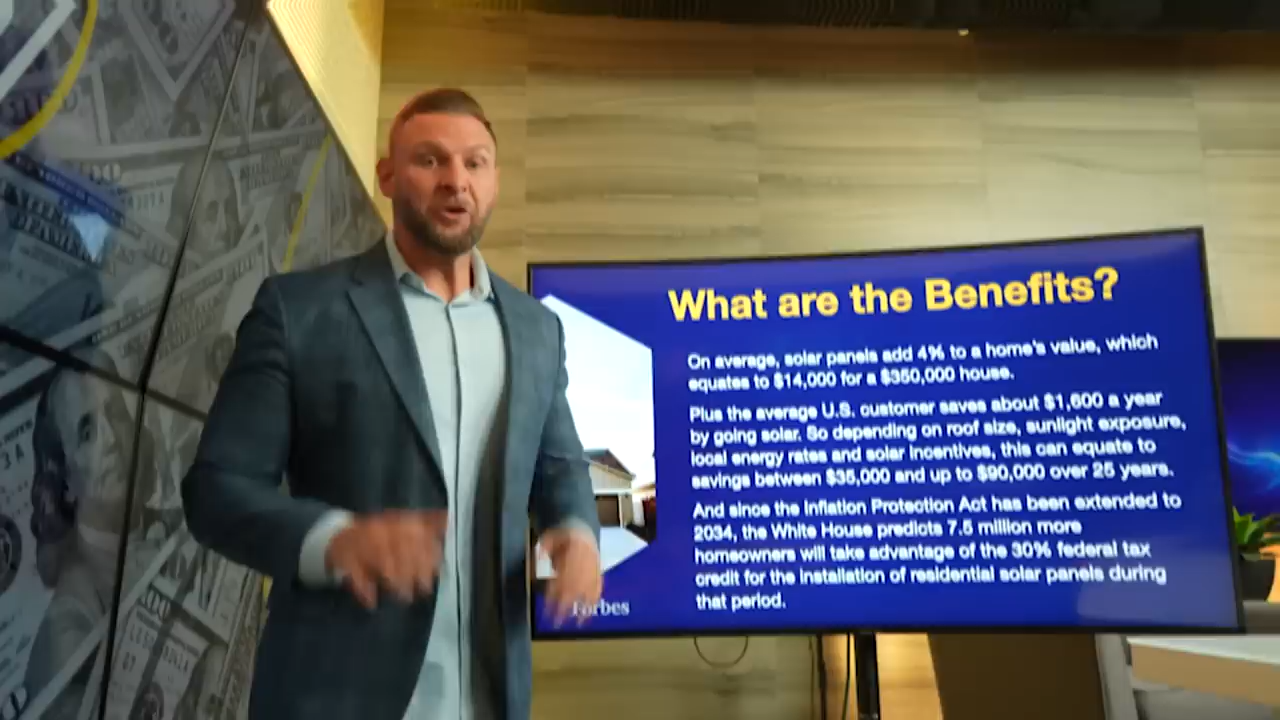 What are the Benefits?
On average, solar panels add 4% to a home's value, which
equates to $14,000 for a $350,000 house.
Plus the average U.S. customer saves about $1,600 a year
by going solar. So depending on roof size, sunlight exposure,
local energy rates and solar incentives, this can equate to
savings between $35,000 and up to $90,000 over 25 years.
And since the Inflation Protection Act has been extended to
2034, the White House predicts 7.5 million more
homeowners will take advantage of the 30% federal tax
credit for the installation of residential solar panels during
that period.
Forbes